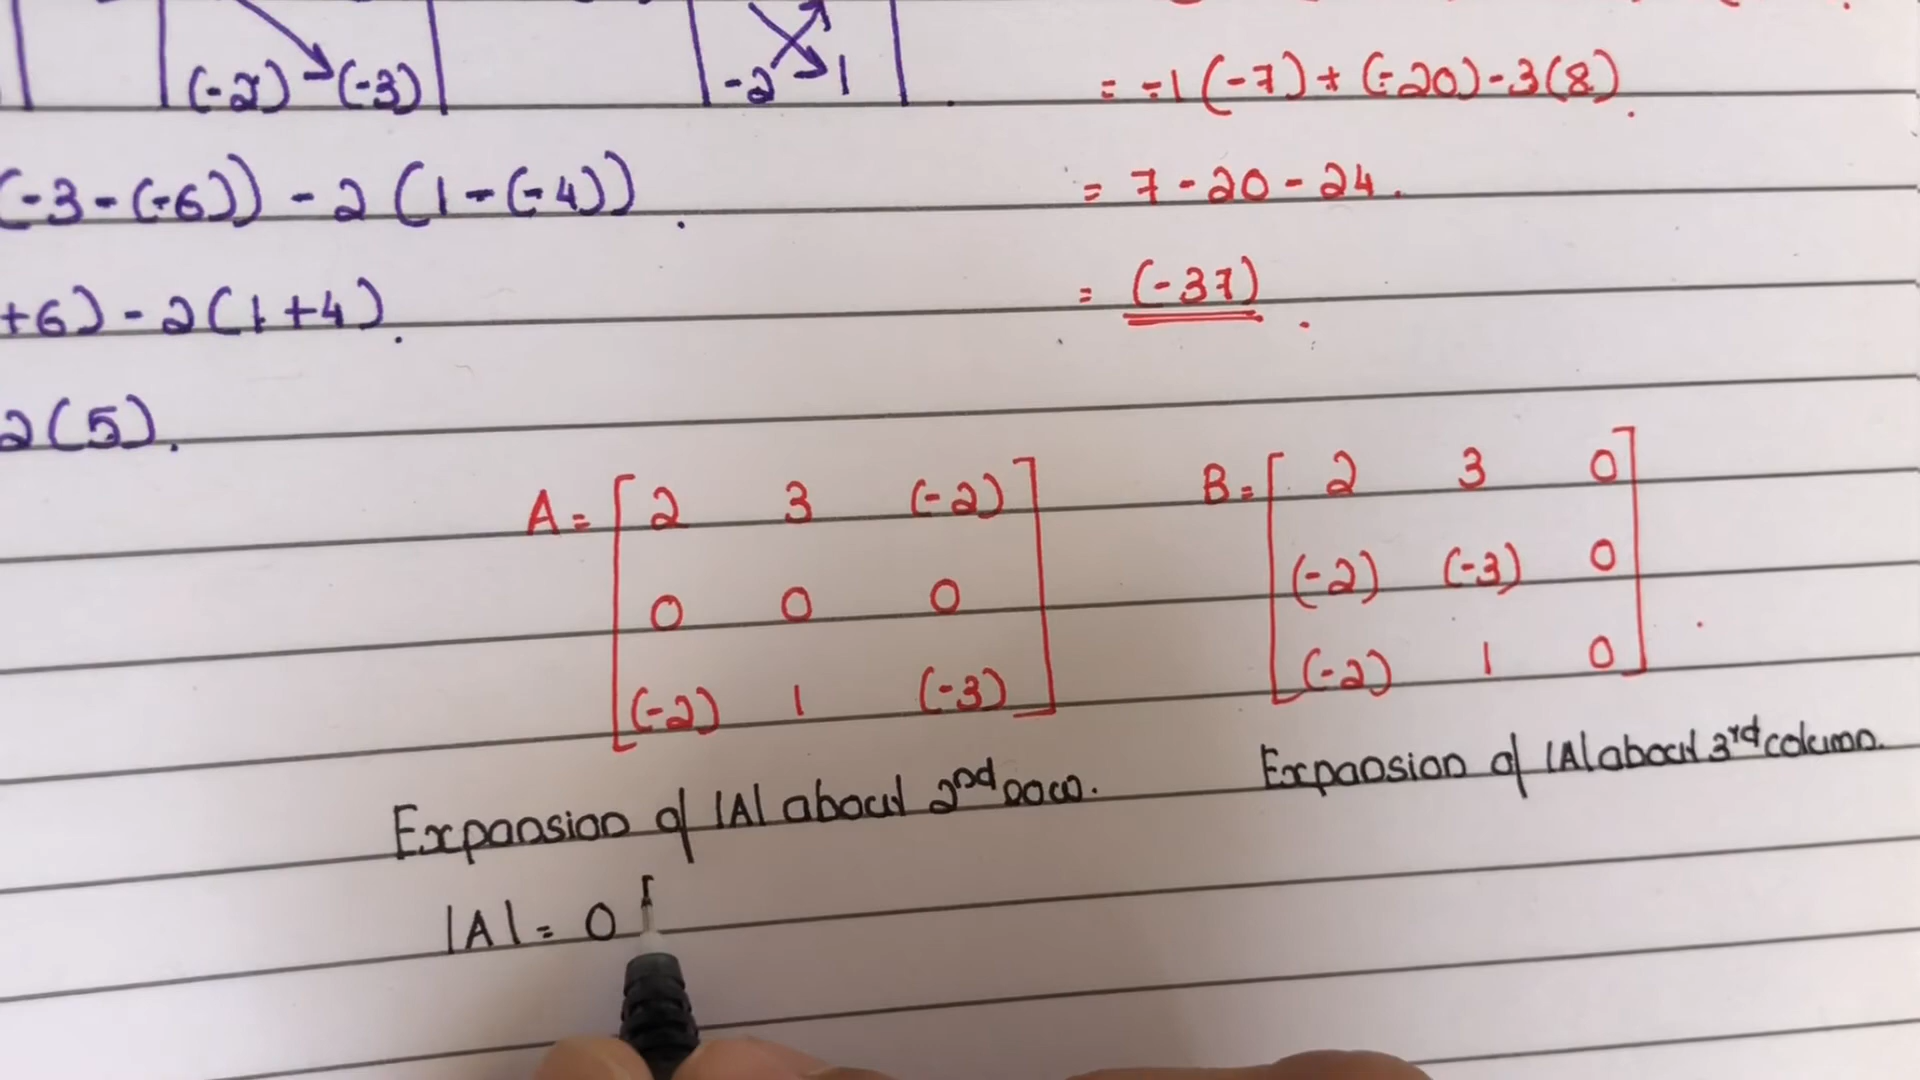 (-2) (-3)
-2 1
= -1(-7) + (-20) - 3(8).
(-3-(-6)) - 2(1-(-4)).
= 7 - 20 - 24.
+6) - 2(1+4).
= (-37).
2(5).
A = [ 2 3 (-2)
0 0 0
(-2) 1 (-3) ]
B = [ 2 3 0
(-2) (-3) 0
(-2) 1 0 ]
Expansion of |A| about 2nd row.
Expansion of |A| about 3rd column.
|A| = 0